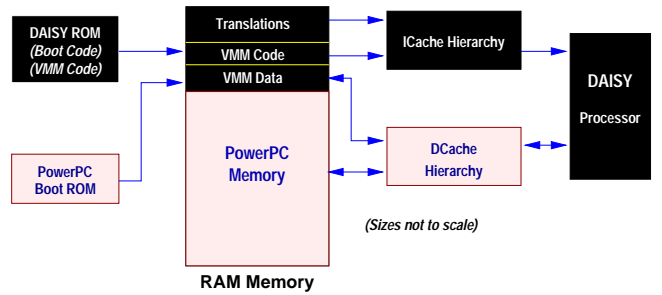 DAISY ROM
(Boot Code)
(VMM Code)
PowerPC
Boot ROM
Translations
VMM Code
VMM Data
PowerPC
Memory
RAM Memory
ICache Hierarchy
DCache
Hierarchy
(Sizes not to scale)
DAISY
Processor